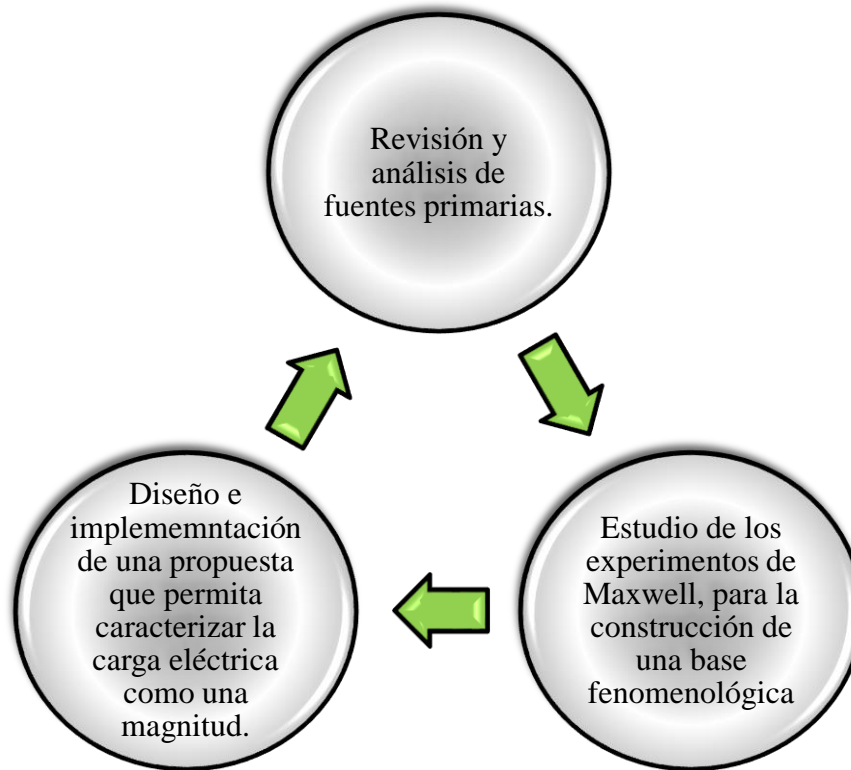 Revisión y
análisis de
fuentes primarias.
Estudio de los
experimentos de
Maxwell, para la
construcción de
una base
fenomenológica
Diseño e
implememntación
de una propuesta
que permita
caracterizar la
carga eléctrica
como una
magnitud.